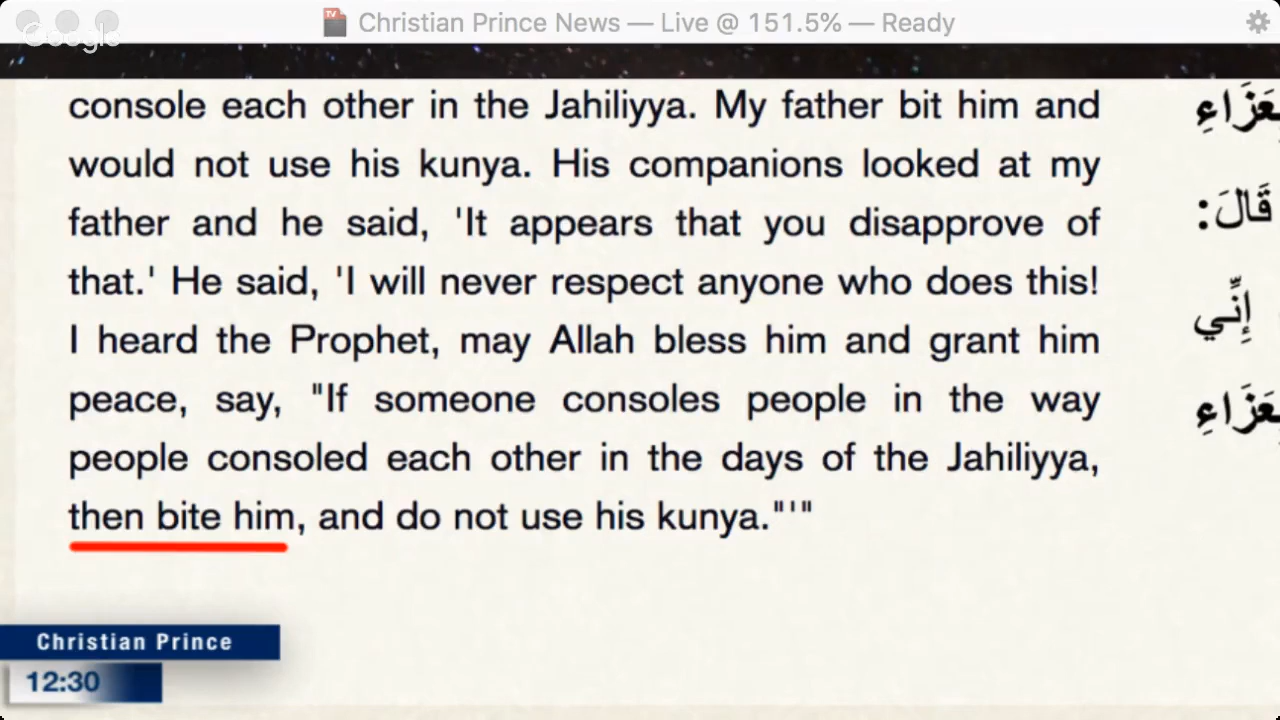 Google
TV
Christian Prince News — Live @ 151.5% — Ready
console each other in the Jahiliyya. My father bit him and
would not use his kunya. His companions looked at my
father and he said, 'It appears that you disapprove of
that.' He said, 'I will never respect anyone who does this!
I heard the Prophet, may Allah bless him and grant him
peace, say, "If someone consoles people in the way
people consoled each other in the days of the Jahiliyya,
then bite him, and do not use his kunya."'"
قَالَ:
إِنِّي
Christian Prince
12:30